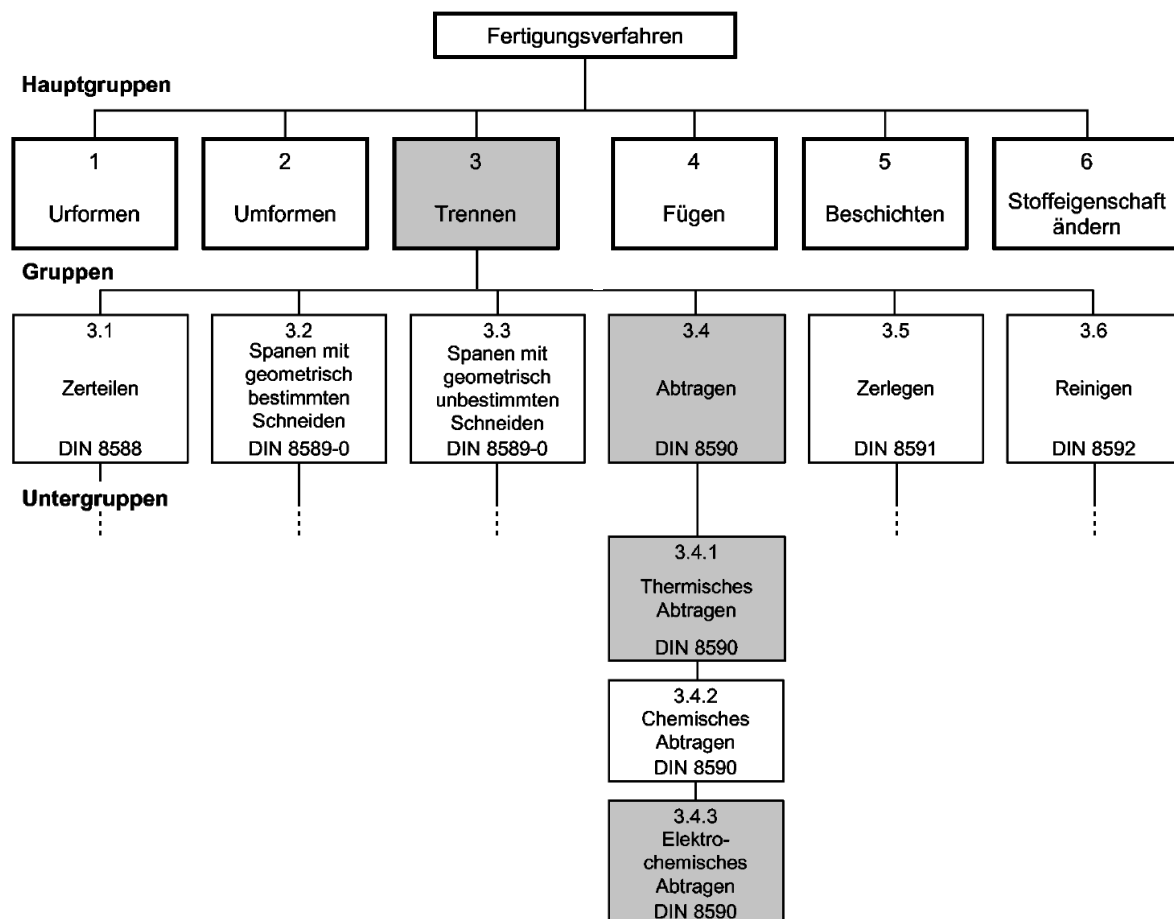 Fertigungsverfahren
Hauptgruppen
1
Urformen
2
Umformen
3
Trennen
4
Fügen
5
Beschichten
6
Stoffeigenschaft
ändern
Gruppen
3.1
Zerteilen
DIN 8588
3.2
Spanen mit
geometrisch
bestimmten
Schneiden
DIN 8589-0
3.3
Spanen mit
geometrisch
unbestimmten
Schneiden
DIN 8589-0
3.4
Abtragen
DIN 8590
3.5
Zerlegen
DIN 8591
3.6
Reinigen
DIN 8592
Untergruppen
3.4.1
Thermisches
Abtragen
DIN 8590
3.4.2
Chemisches
Abtragen
DIN 8590
3.4.3
Elektro-
chemisches
Abtragen
DIN 8590